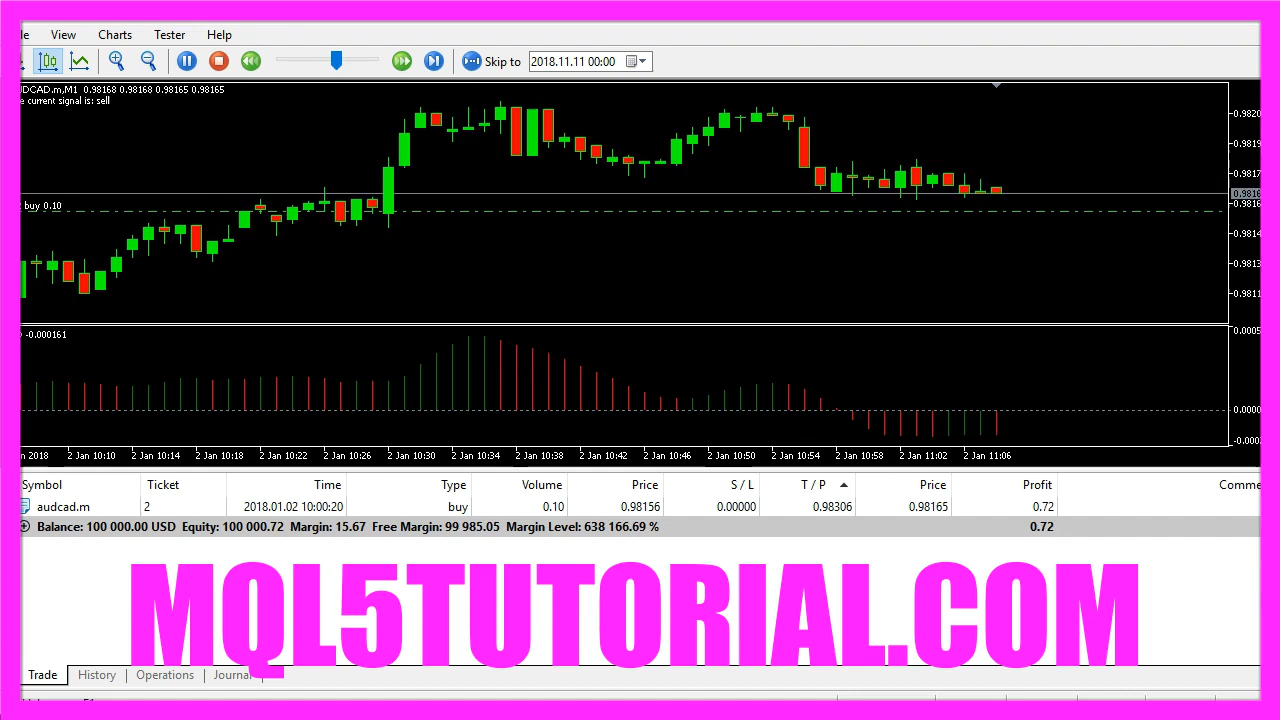 le View Charts Tester Help
Skip to 2018.11.11 00:00
UDCAD.m,M1 0.98168 0.98168 0.98165 0.98165
e current signal is: sell
0.9820
0.9819
0.9817
0.9816
0.9816
buy 0.10
0.9814
0.9813
0.9811
-0.000161
0.0005
0.0000
-0.0002
n 2018 2 Jan 10:10 2 Jan 10:14 2 Jan 10:18 2 Jan 10:22 2 Jan 10:26 2 Jan 10:30 2 Jan 10:34 2 Jan 10:38 2 Jan 10:42 2 Jan 10:46 2 Jan 10:50 2 Jan 10:54 2 Jan 10:58 2 Jan 11:02 2 Jan 11:06
Symbol Ticket Time Type Volume Price S / L T / P Price Profit Comme
audcad.m 2 2018.01.02 10:00:20 buy 0.10 0.98156 0.00000 0.98306 0.98165 0.72
Balance: 100 000.00 USD Equity: 100 000.72 Margin: 15.67 Free Margin: 99 985.05 Margin Level: 638 166.69 % 0.72
MQL5TUTORIAL.COM
Trade History Operations Journal